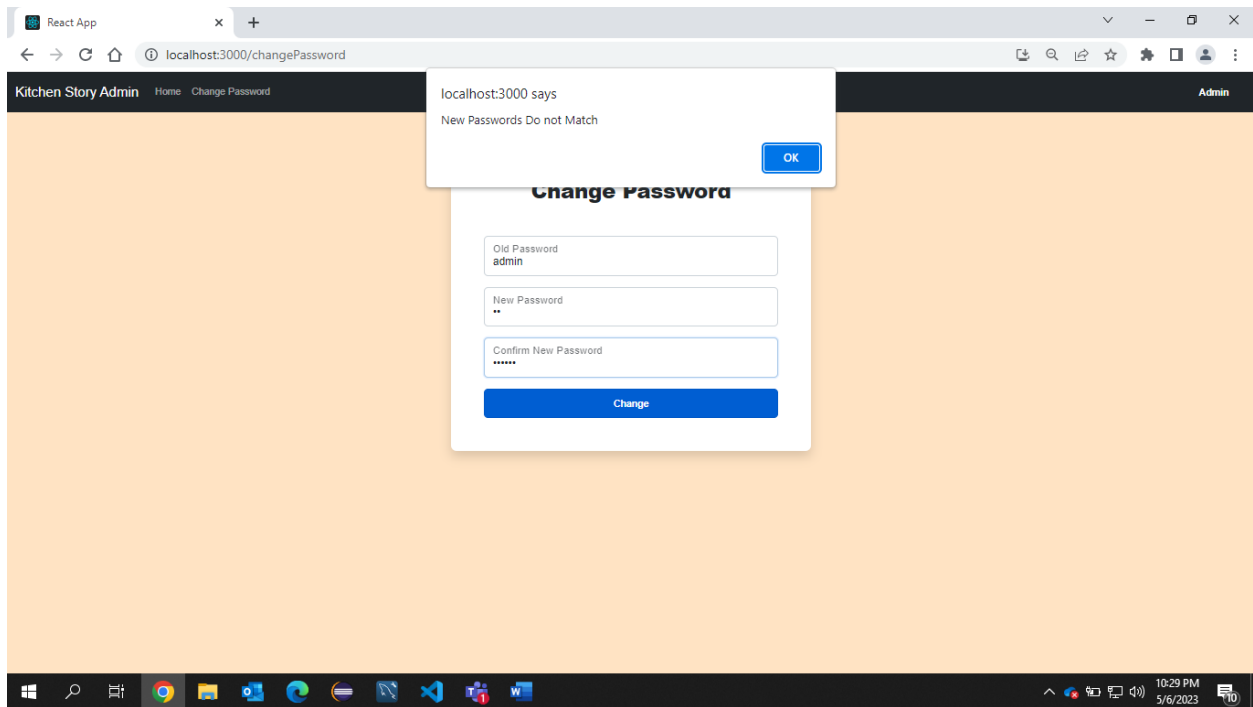 React App
localhost:3000/changePassword
Kitchen Story Admin Home Change Password Admin
localhost:3000 says
New Passwords Do not Match
OK
Change Password
Old Password
admin
New Password
••
Confirm New Password
••••••
Change
10:29 PM
5/6/2023
1
10